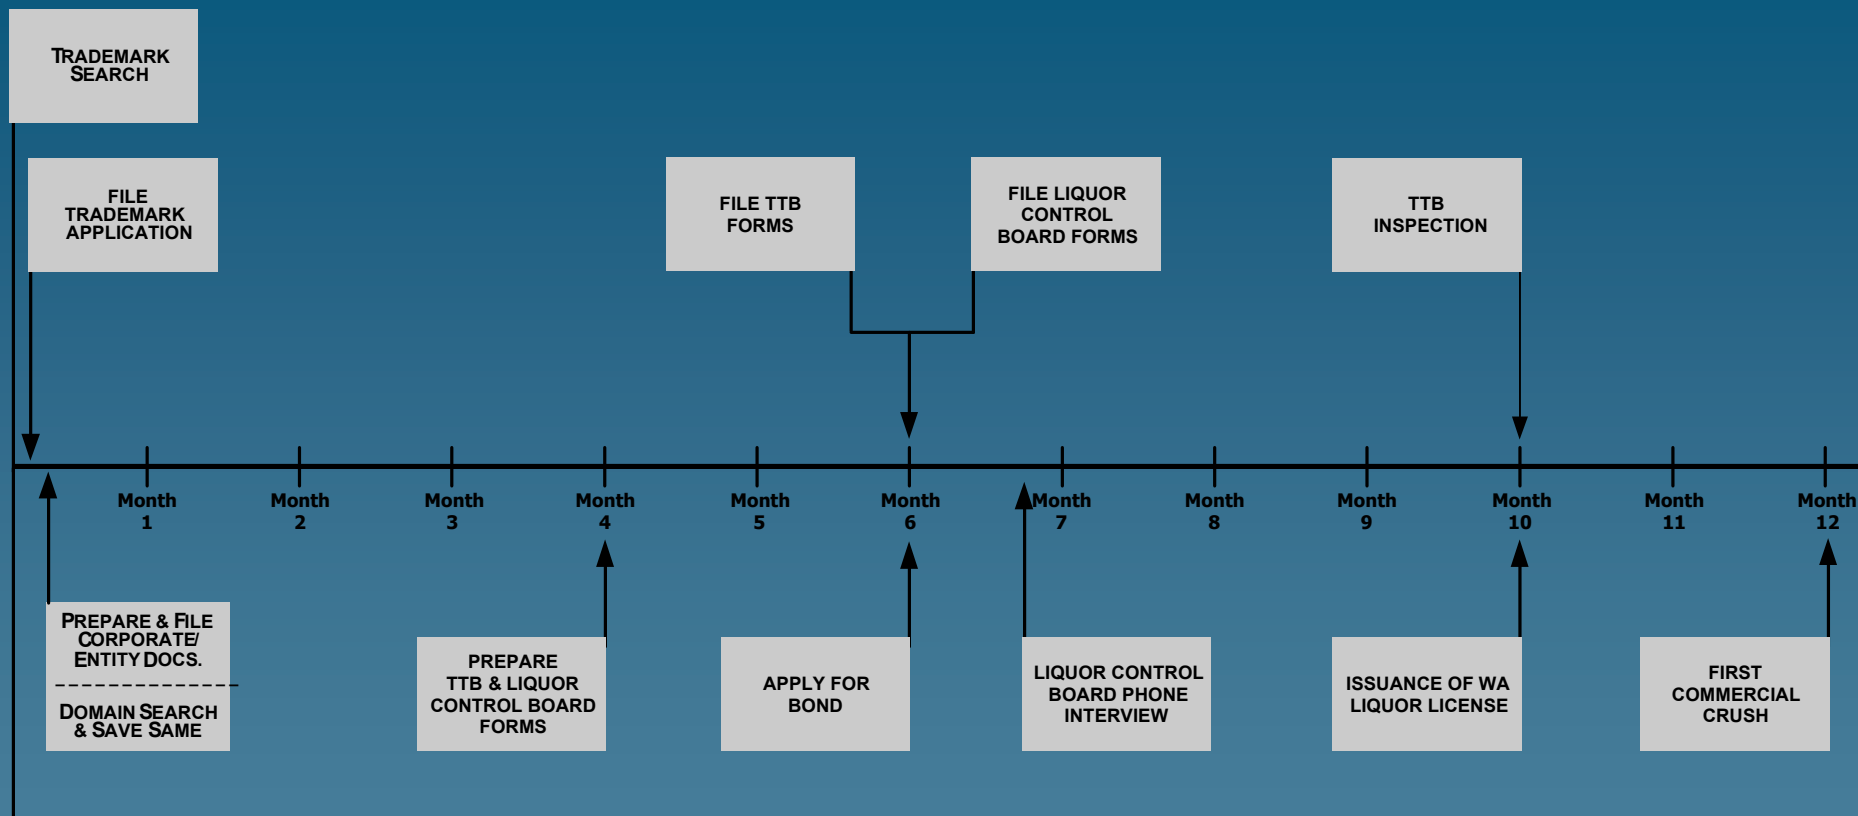 TRADEMARK
SEARCH
FILE
TRADEMARK
APPLICATION
FILE TTB
FORMS
FILE LIQUOR
CONTROL
BOARD FORMS
TTB
INSPECTION
Month
1
Month
2
Month
3
Month
4
Month
5
Month
6
Month
7
Month
8
Month
9
Month
10
Month
11
Month
12
PREPARE & FILE
CORPORATE/
ENTITY DOCS.
DOMAIN SEARCH
& SAVE SAME
PREPARE
TTB & LIQUOR
CONTROL BOARD
FORMS
APPLY FOR
BOND
LIQUOR CONTROL
BOARD PHONE
INTERVIEW
ISSUANCE OF WA
LIQUOR LICENSE
FIRST
COMMERCIAL
CRUSH